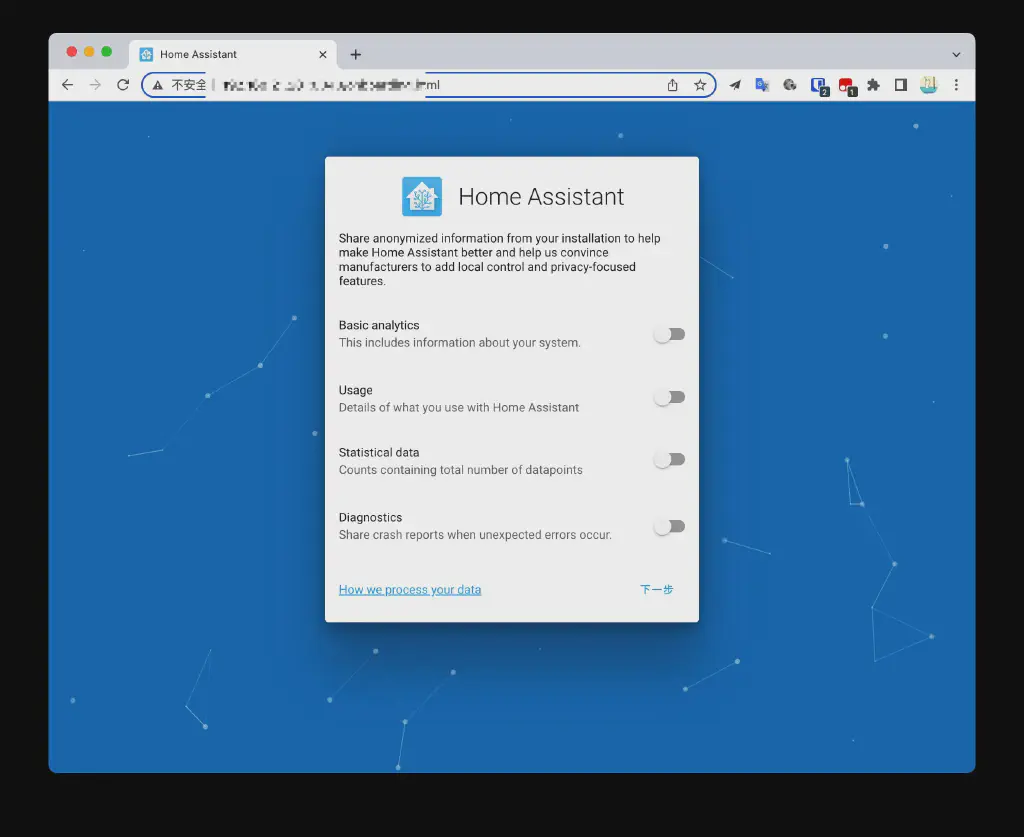 Home Assistant
不安全
Home Assistant
Share anonymized information from your installation to help
make Home Assistant better and help us convince
manufacturers to add local control and privacy-focused
features.
Basic analytics
This includes information about your system.
Usage
Details of what you use with Home Assistant
Statistical data
Counts containing total number of datapoints
Diagnostics
Share crash reports when unexpected errors occur.
How we process your data
下一步
2
1